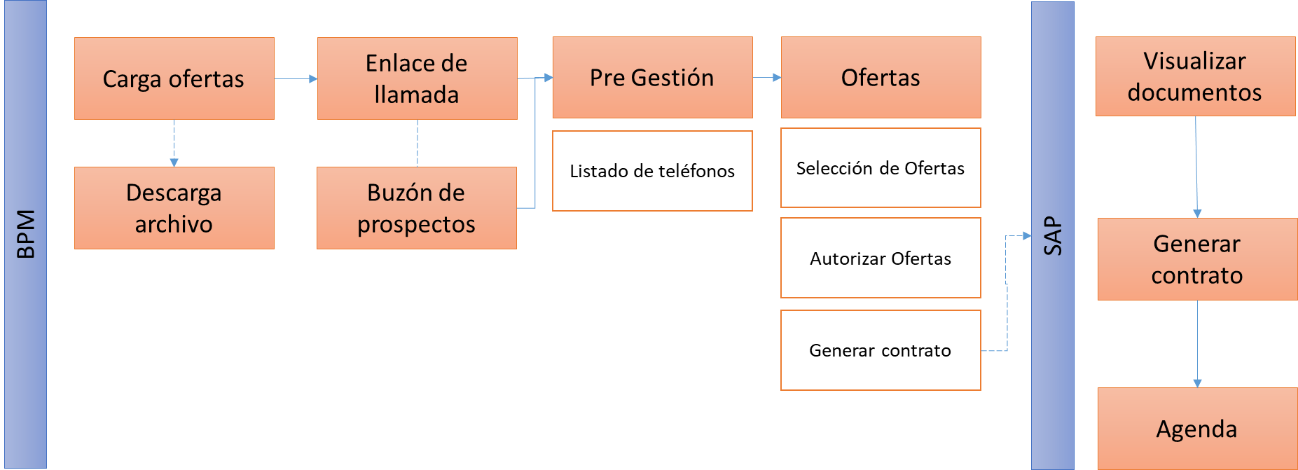 BPM
Carga ofertas
Descarga
archivo
Enlace de
llamada
Buzón de
prospectos
Pre Gestión
Listado de teléfonos
Ofertas
Selección de Ofertas
Autorizar Ofertas
Generar contrato
SAP
Visualizar
documentos
Generar
contrato
Agenda